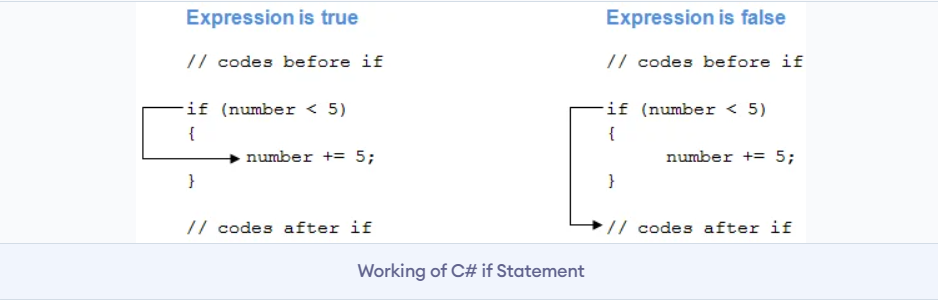 Expression is true
// codes before if
if (number < 5)
{
number += 5;
}
// codes after if
Expression is false
// codes before if
if (number < 5)
{
number += 5;
}
// codes after if
Working of C# if Statement